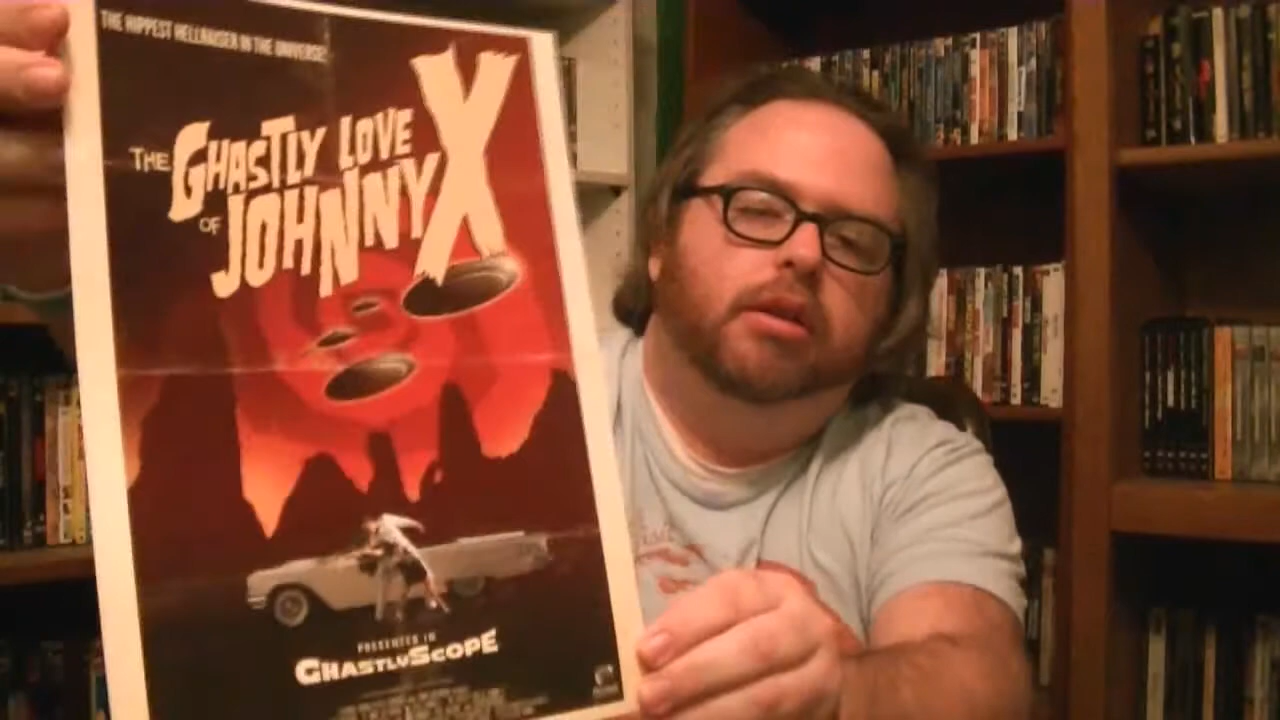 THE HIPPEST HELLRAISER IN THE UNIVERSE!
THE GHASTLY LOVE
OF JOHNNY X
PRESENTED IN
GHASTLYSCOPE